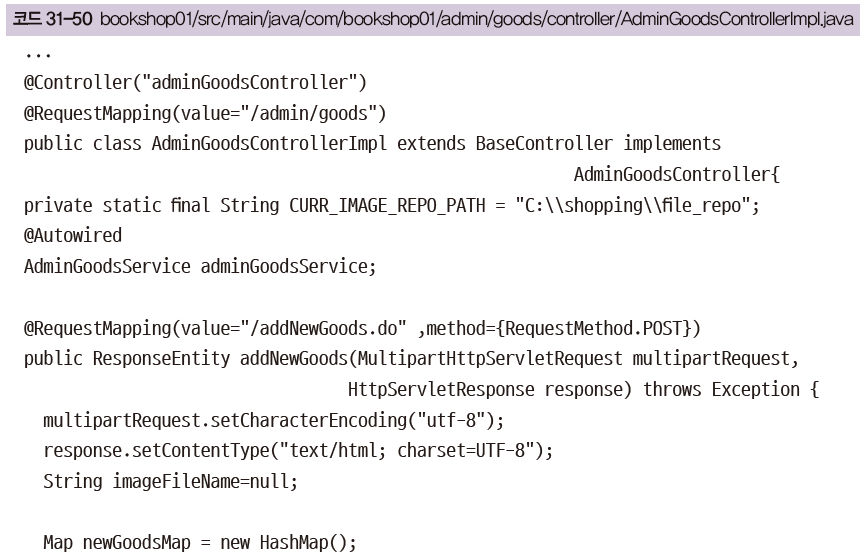 코드 31-50 bookshop01/src/main/java/com/bookshop01/admin/goods/controller/AdminGoodsControllerImpl.java
...
@Controller("adminGoodsController")
@RequestMapping(value="/admin/goods")
public class AdminGoodsControllerImpl extends BaseController implements
AdminGoodsController{
private static final String CURR_IMAGE_REPO_PATH = "C:\\shopping\\file_repo";
@Autowired
AdminGoodsService adminGoodsService;
@RequestMapping(value="/addNewGoods.do" ,method={RequestMethod.POST})
public ResponseEntity addNewGoods(MultipartHttpServletRequest multipartRequest,
HttpServletResponse response) throws Exception {
multipartRequest.setCharacterEncoding("utf-8");
response.setContentType("text/html; charset=UTF-8");
String imageFileName=null;
Map newGoodsMap = new HashMap();